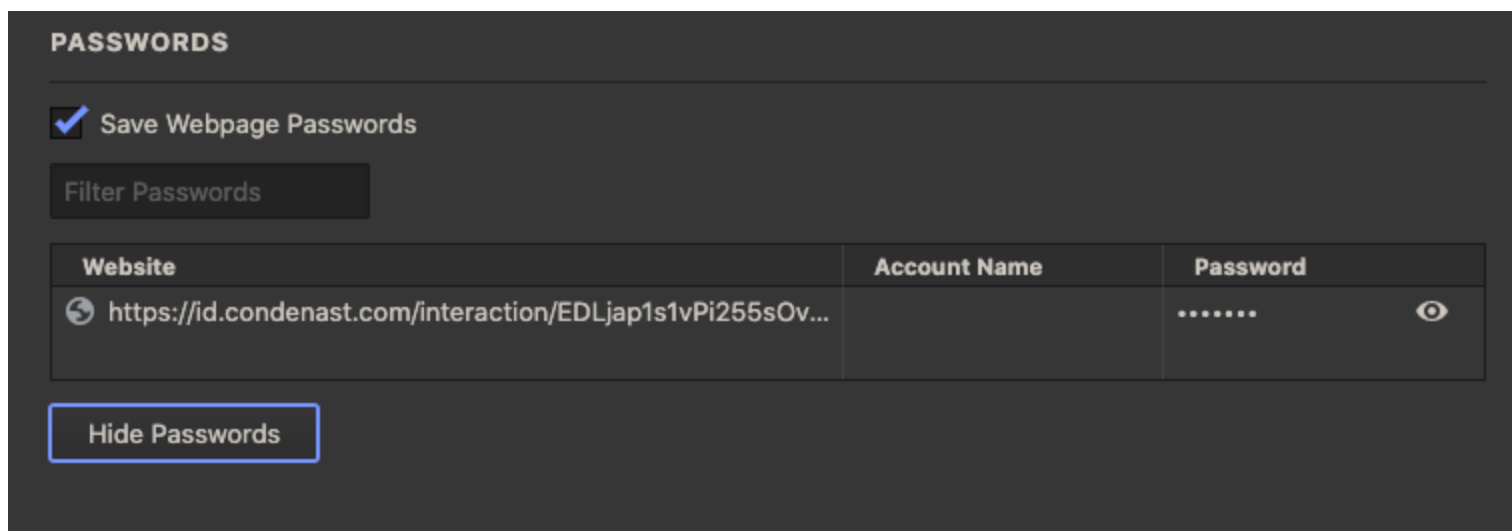 PASSWORDS
Save Webpage Passwords
Filter Passwords
Website Account Name Password
https://id.condenast.com/interaction/EDLjap1s1vPi255sOv... •••••••
Hide Passwords